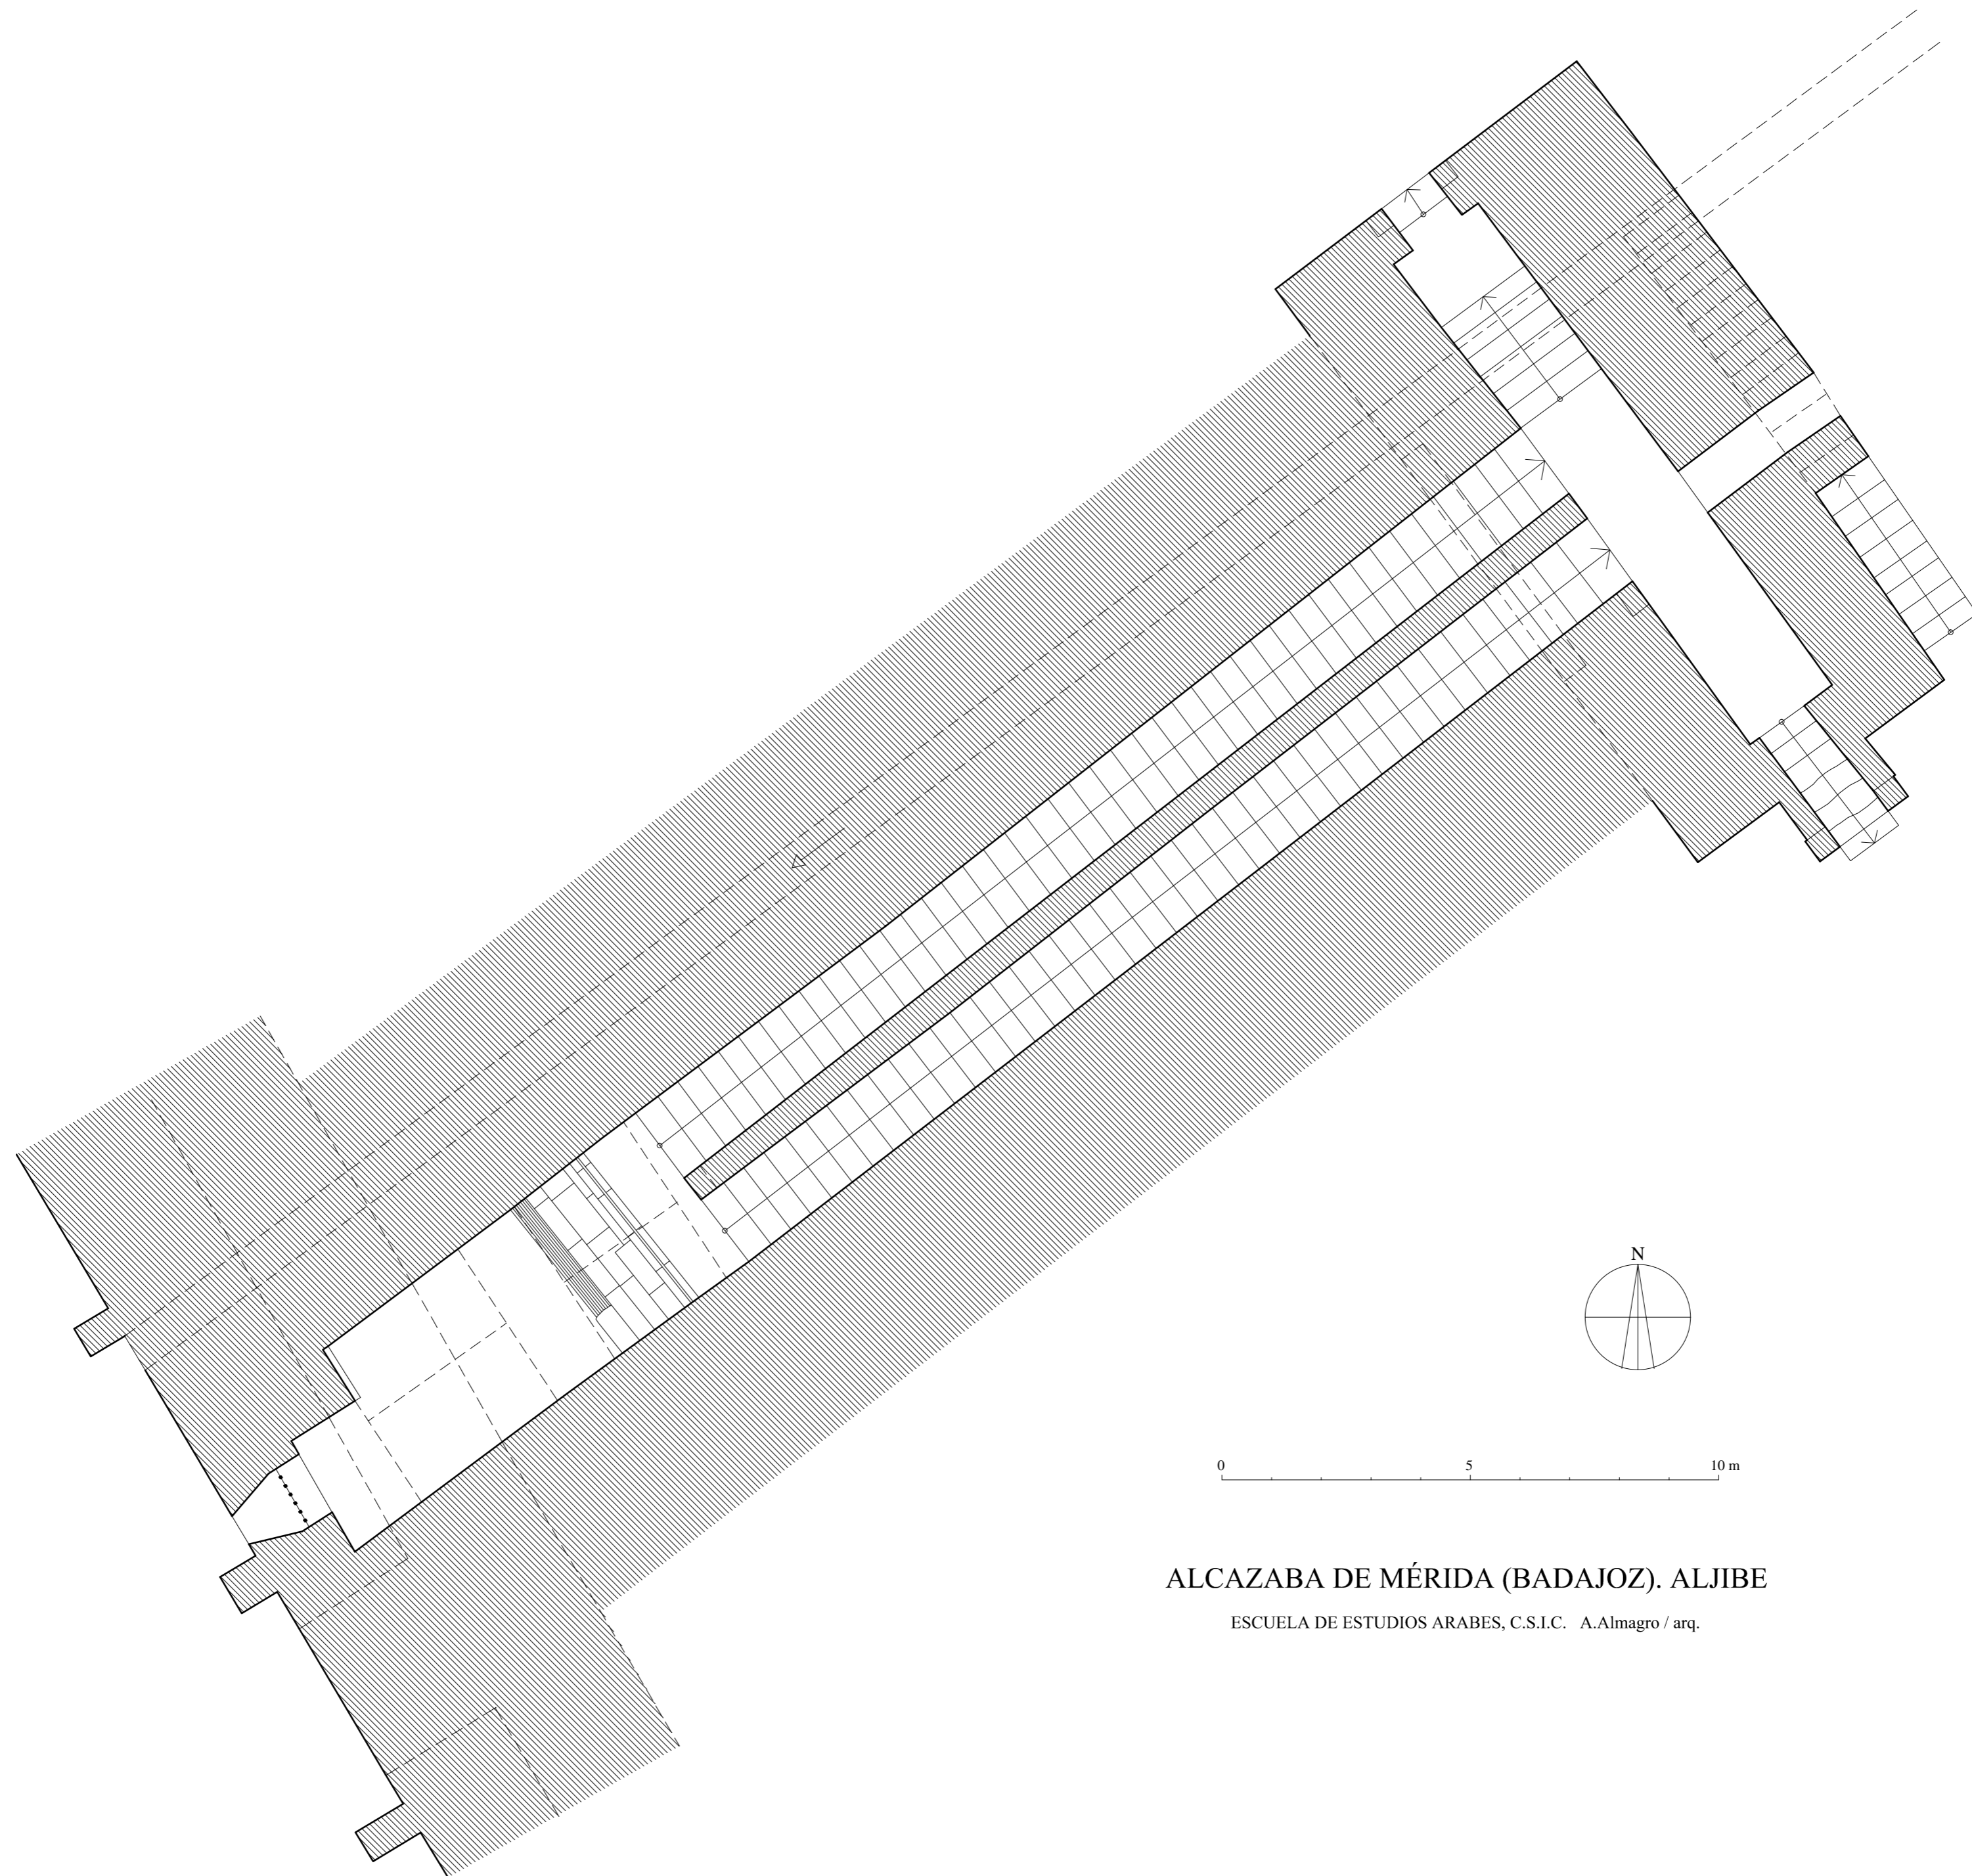 N
0 5 10 m
ALCAZABA DE MÉRIDA (BADAJOZ). ALJIBE
ESCUELA DE ESTUDIOS ARABES, C.S.I.C. A.Almagro / arq.